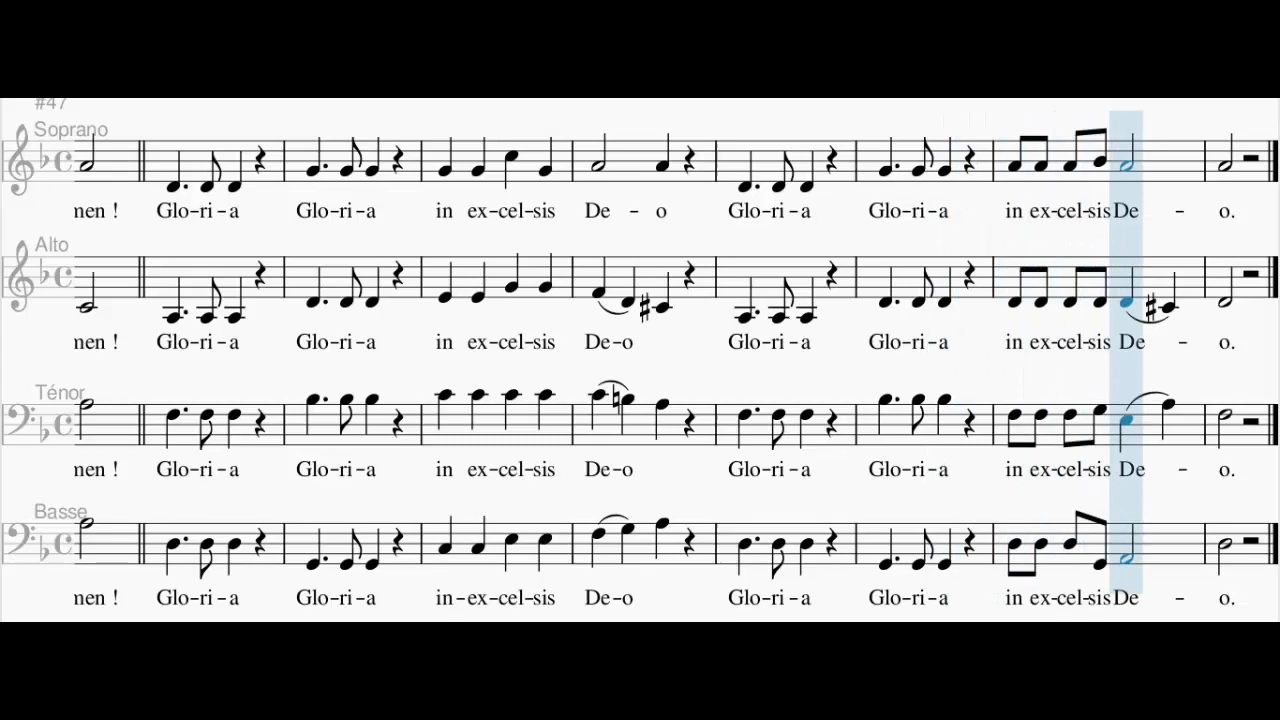 #47
Soprano
nen ! Glo-ri-a Glo-ri-a in ex-cel-sis De - o Glo-ri-a Glo-ri-a in ex-cel-sis De - o.
Alto
nen ! Glo-ri-a Glo-ri-a in ex-cel-sis De-o Glo-ri-a Glo-ri-a in ex-cel-sis De - o.
Ténor
nen ! Glo-ri-a Glo-ri-a in ex-cel-sis De-o Glo-ri-a Glo-ri-a in ex-cel-sis De - o.
Basse
nen ! Glo-ri-a Glo-ri-a in-ex-cel-sis De-o Glo-ri-a Glo-ri-a in ex-cel-sis De - o.